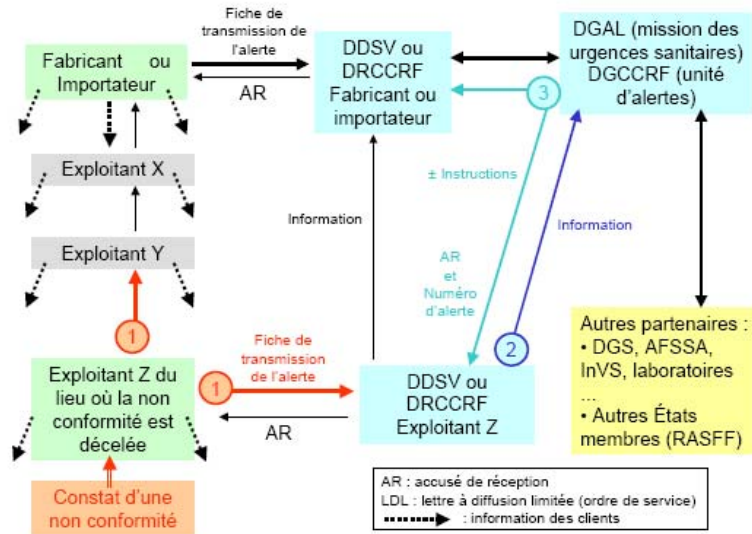 Fiche de
transmission de
l'alerte
Fabricant ou
Importateur
AR
DDSV ou
DRCCRF
Fabricant ou
importateur
DGAL (mission des
urgences sanitaires)
DGCCRF (unité
d'alertes)
3
Exploitant X
± Instructions
Information
Information
Exploitant Y
AR
et
Numéro
d'alerte
1
2
Fiche de
transmission
de l'alerte
1
Exploitant Z du
lieu où la non
conformité est
décelée
AR
DDSV ou
DRCCRF
Exploitant Z
Autres partenaires :
• DGS, AFSSA,
InVS, laboratoires
...
• Autres États
membres (RASFF)
Constat d'une
non conformité
AR : accusé de réception
LDL : lettre à diffusion limitée (ordre de service)
: information des clients